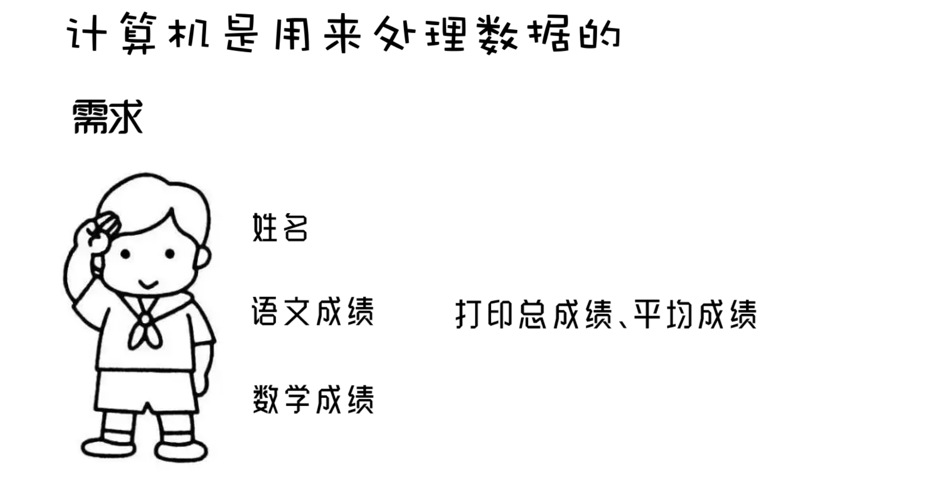 计算机是用来处理数据的
需求
姓名
语文成绩
打印总成绩、平均成绩
数学成绩